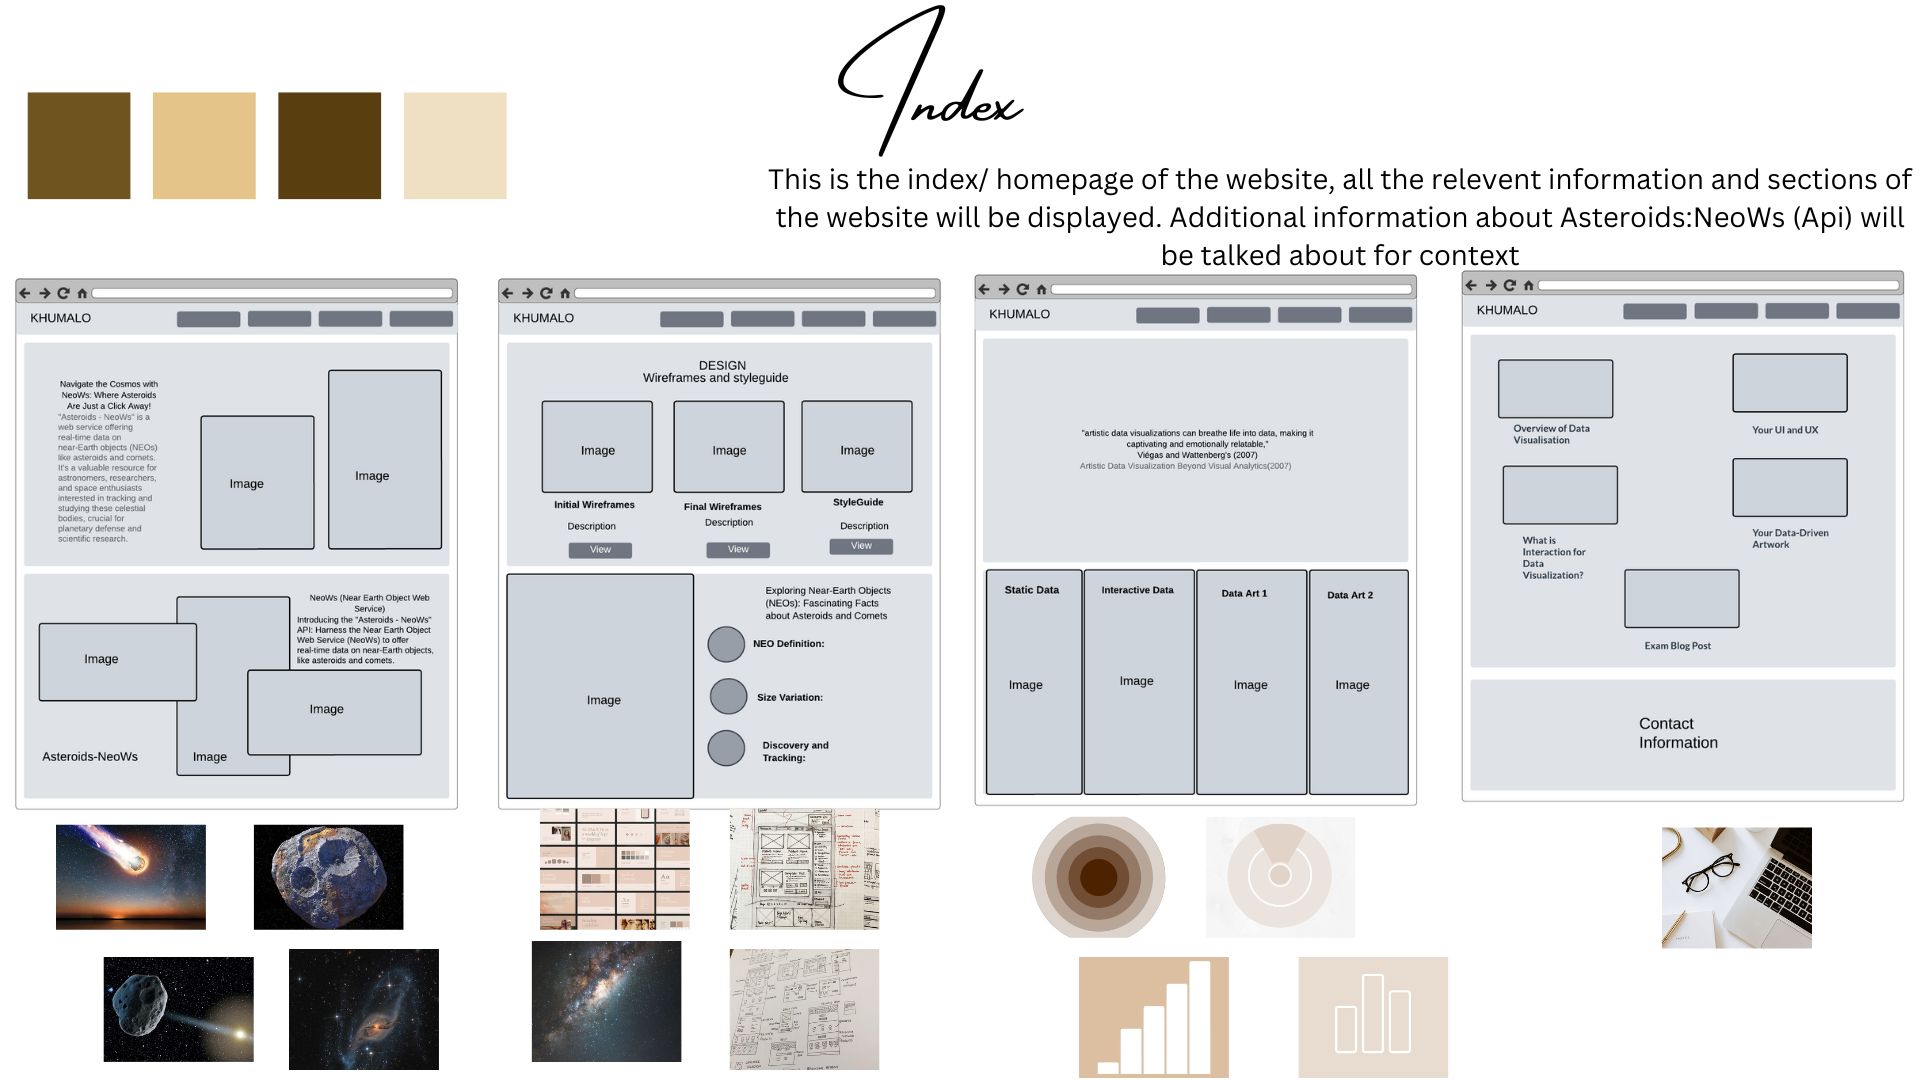 Index
This is the index/ homepage of the website, all the relevent information and sections of
the website will be displayed. Additional information about Asteroids:NeoWs (Api) will
be talked about for context
KHUMALO
Navigate the Cosmos with
NeoWs: Where Asteroids
Are Just a Click Away!
"Asteroids - NeoWs" is a
web service offering
real-time data on
near-Earth objects (NEOs)
like asteroids and comets.
It's a valuable resource for
astronomers, researchers,
and space enthusiasts
interested in tracking and
studying these celestial
bodies, crucial for
planetary defense and
scientific research.
Image
Image
NeoWs (Near Earth Object Web
Service)
Introducing the "Asteroids - NeoWs"
API: Harness the Near Earth Object
Web Service (NeoWs) to offer
real-time data on near-Earth objects,
like asteroids and comets.
Image
Image
Asteroids-NeoWs
Image
KHUMALO
DESIGN
Wireframes and styleguide
Image
Image
Image
Initial Wireframes
Final Wireframes
StyleGuide
Description
Description
Description
View
View
View
Image
Exploring Near-Earth Objects
(NEOs): Fascinating Facts
about Asteroids and Comets
NEO Definition:
Size Variation:
Discovery and
Tracking:
KHUMALO
"artistic data visualizations can breathe life into data, making it
captivating and emotionally relatable,"
Viégas and Wattenberg's (2007)
Artistic Data Visualization Beyond Visual Analytics(2007)
Static Data
Interactive Data
Data Art 1
Data Art 2
Image
Image
Image
Image
KHUMALO
Overview of Data
Visualisation
Your UI and UX
What is
Interaction for
Data
Visualization?
Your Data-Driven
Artwork
Exam Blog Post
Contact
Information